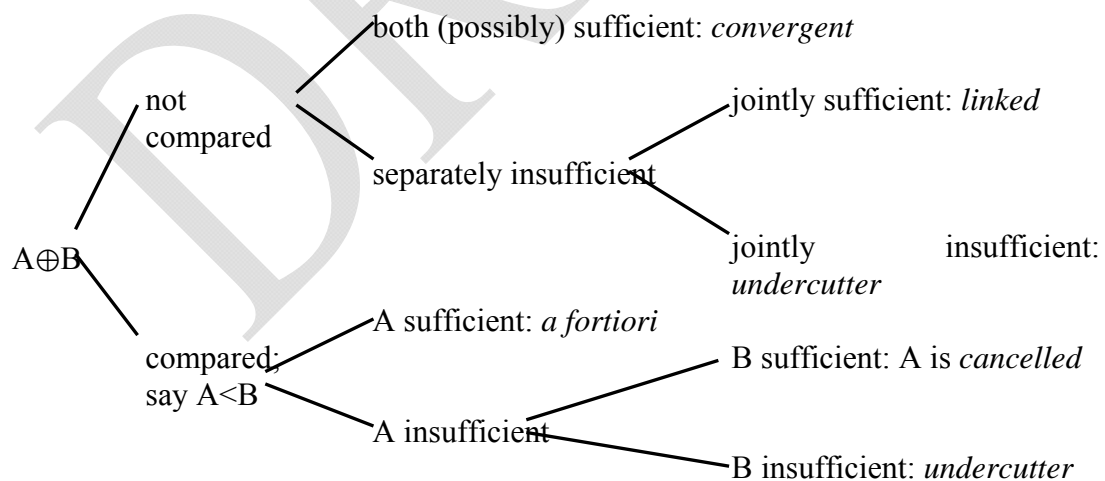 both (possibly) sufficient: convergent
not
compared
jointly sufficient: linked
separately insufficient
A⊕B
jointly insufficient:
undercutter
A sufficient: a fortiori
compared;
say A<B
B sufficient: A is cancelled
A insufficient
B insufficient: undercutter